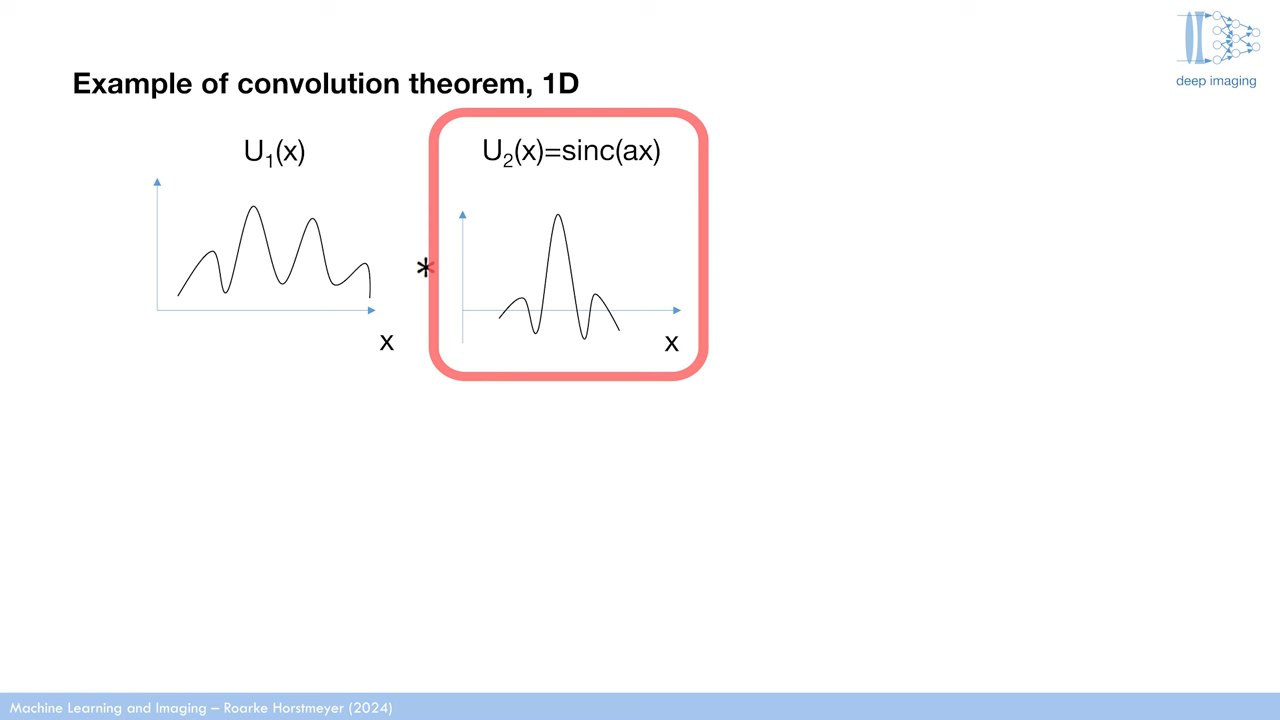 deep imaging
Example of convolution theorem, 1D
U₁(x)
U₂(x)=sinc(ax)
*
x
x
Machine Learning and Imaging – Roarke Horstmeyer (2024)